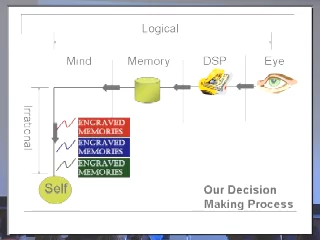 Logical
Mind
Memory
DSP
Eye
Irrational
ENGRAVED
MEMORIES
ENGRAVED
MEMORIES
ENGRAVED
MEMORIES
Self
Our Decision
Making Process